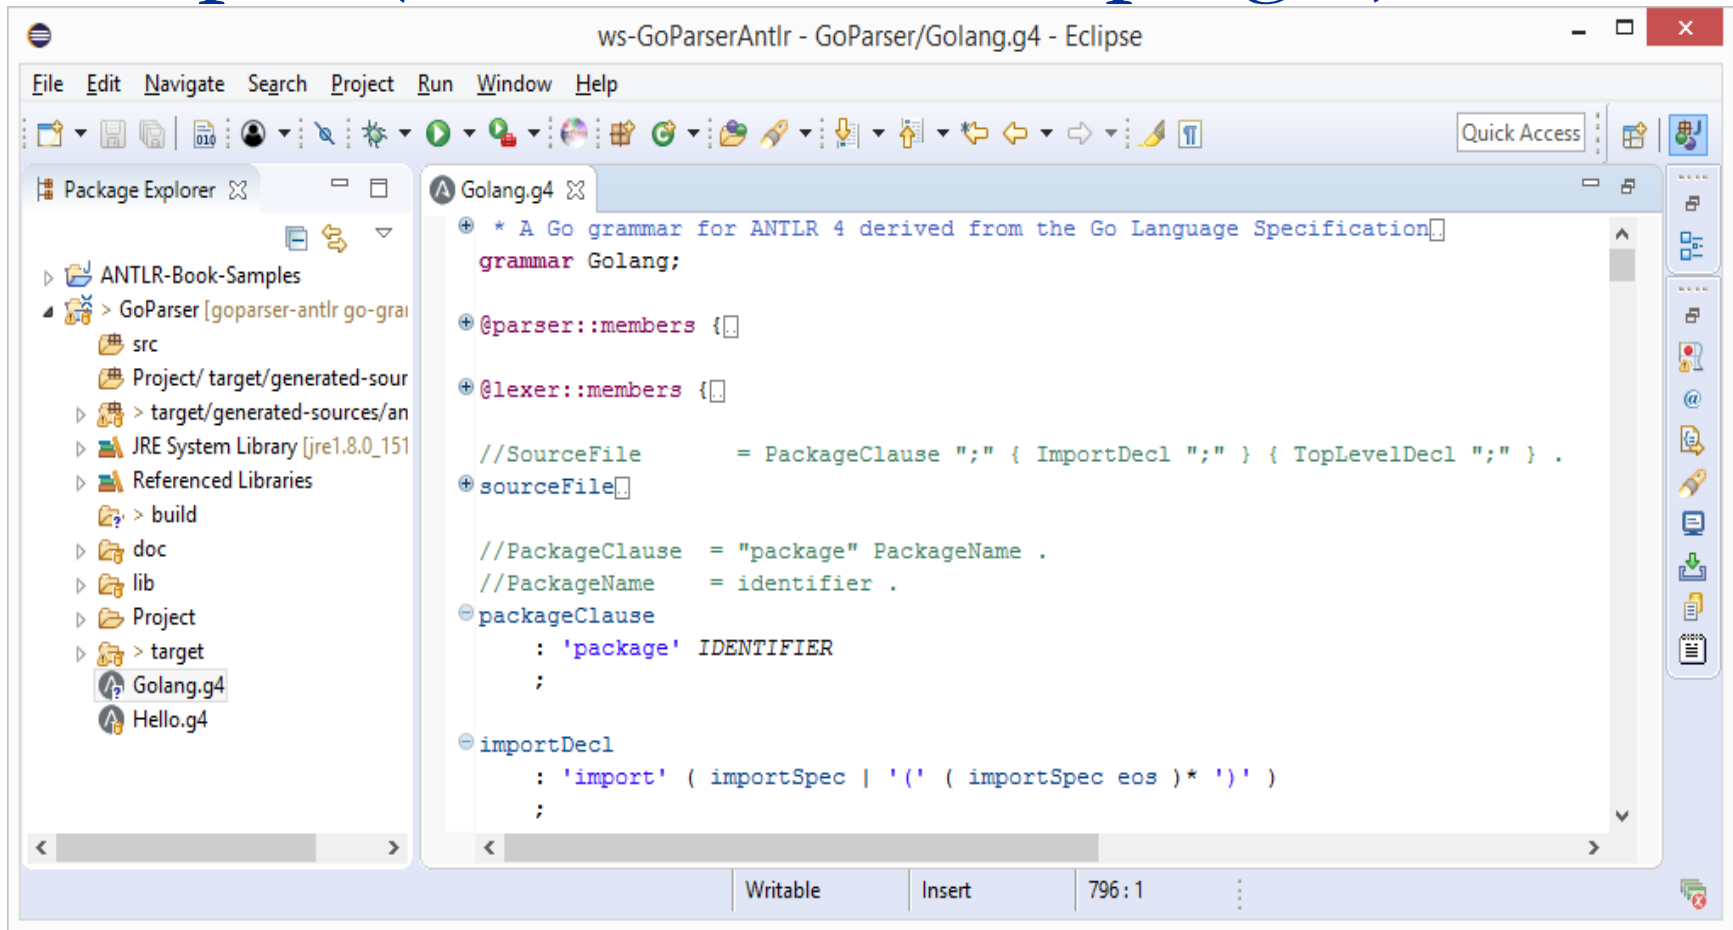 ws-GoParserAntlr - GoParser/Golang.g4 - Eclipse
File Edit Navigate Search Project Run Window Help
Quick Access
Package Explorer
Golang.g4
ANTLR-Book-Samples
> GoParser [goparser-antlr go-grar
src
Project/ target/generated-sour
> target/generated-sources/an
JRE System Library [jre1.8.0_151
Referenced Libraries
> build
doc
lib
Project
> target
Golang.g4
Hello.g4
* A Go grammar for ANTLR 4 derived from the Go Language Specification
grammar Golang;
@parser::members {
@lexer::members {
//SourceFile = PackageClause ";" { ImportDecl ";" } { TopLevelDecl ";" } .
sourceFile
//PackageClause = "package" PackageName .
//PackageName = identifier .
packageClause
: 'package' IDENTIFIER
;
importDecl
: 'import' ( importSpec | '(' ( importSpec eos )* ')' )
;
Writable Insert 796 : 1